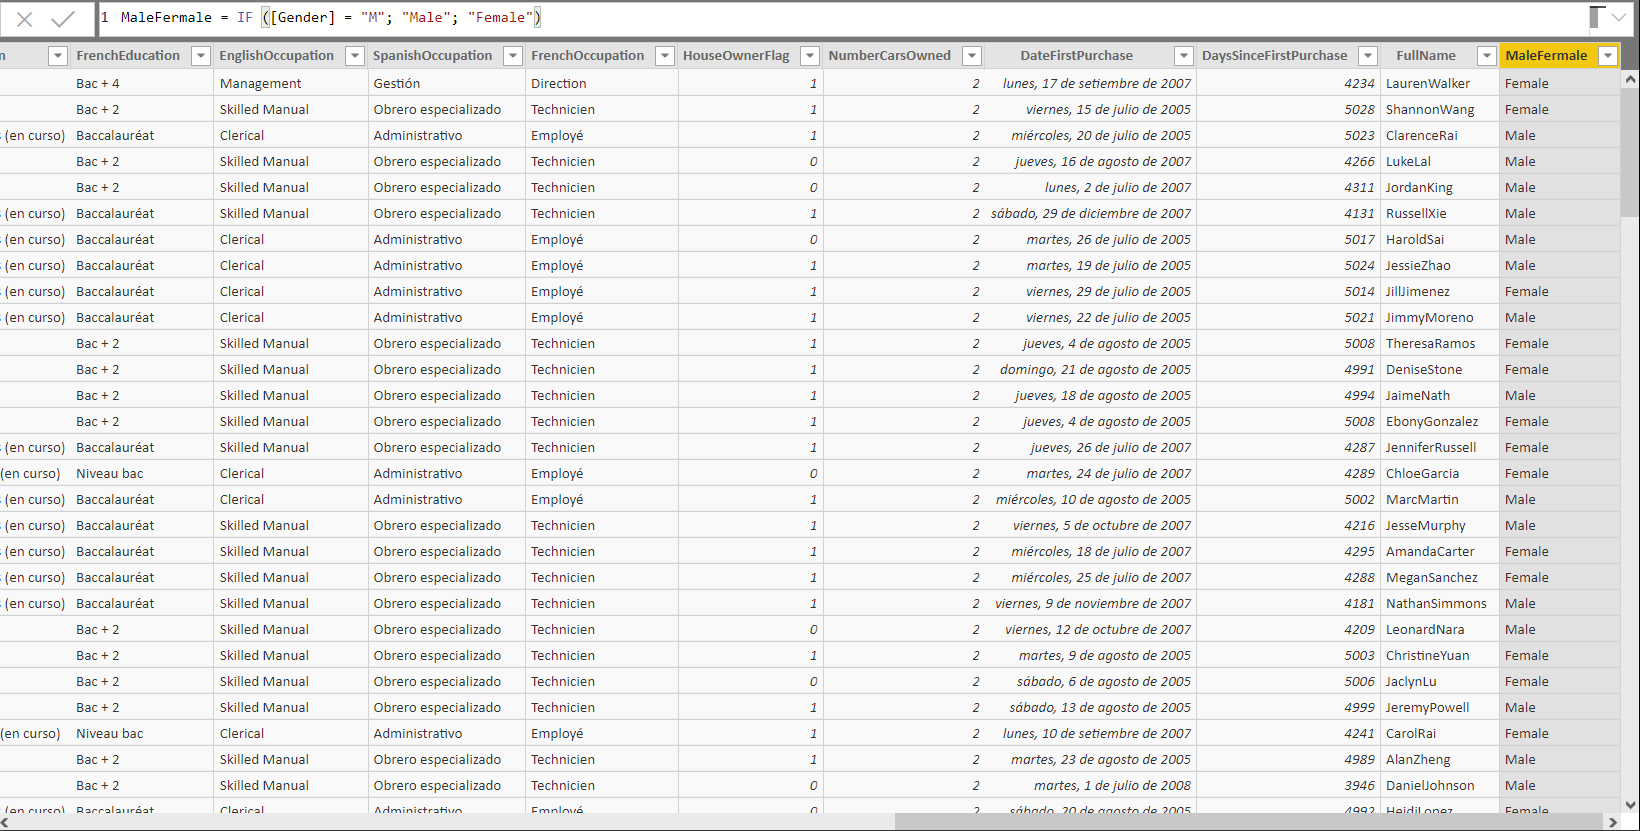 1 MaleFermale = IF ([Gender] = "M"; "Male"; "Female")
n FrenchEducation EnglishOccupation SpanishOccupation FrenchOccupation HouseOwnerFlag NumberCarsOwned DateFirstPurchase DaysSinceFirstPurchase FullName MaleFermale
Bac + 4 Management Gestión Direction 1 2 lunes, 17 de setiembre de 2007 4234 LaurenWalker Female
Bac + 2 Skilled Manual Obrero especializado Technicien 1 2 viernes, 15 de julio de 2005 5028 ShannonWang Female
s (en curso) Baccalauréat Clerical Administrativo Employé 1 2 miércoles, 20 de julio de 2005 5023 ClarenceRai Male
Bac + 2 Skilled Manual Obrero especializado Technicien 0 2 jueves, 16 de agosto de 2007 4266 LukeLal Male
Bac + 2 Skilled Manual Obrero especializado Technicien 0 2 lunes, 2 de julio de 2007 4311 JordanKing Male
s (en curso) Baccalauréat Skilled Manual Obrero especializado Technicien 1 2 sábado, 29 de diciembre de 2007 4131 RussellXie Male
s (en curso) Baccalauréat Clerical Administrativo Employé 0 2 martes, 26 de julio de 2005 5017 HaroldSai Male
s (en curso) Baccalauréat Clerical Administrativo Employé 1 2 martes, 19 de julio de 2005 5024 JessieZhao Male
s (en curso) Baccalauréat Clerical Administrativo Employé 1 2 viernes, 29 de julio de 2005 5014 JillJimenez Female
s (en curso) Baccalauréat Clerical Administrativo Employé 1 2 viernes, 22 de julio de 2005 5021 JimmyMoreno Male
Bac + 2 Skilled Manual Obrero especializado Technicien 1 2 jueves, 4 de agosto de 2005 5008 TheresaRamos Female
Bac + 2 Skilled Manual Obrero especializado Technicien 1 2 domingo, 21 de agosto de 2005 4991 DeniseStone Female
Bac + 2 Skilled Manual Obrero especializado Technicien 1 2 jueves, 18 de agosto de 2005 4994 JaimeNath Male
Bac + 2 Skilled Manual Obrero especializado Technicien 1 2 jueves, 4 de agosto de 2005 5008 EbonyGonzalez Female
s (en curso) Baccalauréat Skilled Manual Obrero especializado Technicien 1 2 jueves, 26 de julio de 2007 4287 JenniferRussell Female
(en curso) Niveau bac Clerical Administrativo Employé 0 2 martes, 24 de julio de 2007 4289 ChloeGarcia Female
s (en curso) Baccalauréat Clerical Administrativo Employé 1 2 miércoles, 10 de agosto de 2005 5002 MarcMartin Male
s (en curso) Baccalauréat Skilled Manual Obrero especializado Technicien 1 2 viernes, 5 de octubre de 2007 4216 JesseMurphy Male
s (en curso) Baccalauréat Skilled Manual Obrero especializado Technicien 1 2 miércoles, 18 de julio de 2007 4295 AmandaCarter Female
s (en curso) Baccalauréat Skilled Manual Obrero especializado Technicien 1 2 miércoles, 25 de julio de 2007 4288 MeganSanchez Female
s (en curso) Baccalauréat Skilled Manual Obrero especializado Technicien 1 2 viernes, 9 de noviembre de 2007 4181 NathanSimmons Male
Bac + 2 Skilled Manual Obrero especializado Technicien 0 2 viernes, 12 de octubre de 2007 4209 LeonardNara Male
Bac + 2 Skilled Manual Obrero especializado Technicien 1 2 martes, 9 de agosto de 2005 5003 ChristineYuan Female
Bac + 2 Skilled Manual Obrero especializado Technicien 0 2 sábado, 6 de agosto de 2005 5006 JaclynLu Female
Bac + 2 Skilled Manual Obrero especializado Technicien 1 2 sábado, 13 de agosto de 2005 4999 JeremyPowell Male
(en curso) Niveau bac Clerical Administrativo Employé 0 2 lunes, 10 de setiembre de 2007 4241 CarolRai Female
Bac + 2 Skilled Manual Obrero especializado Technicien 1 2 martes, 23 de agosto de 2005 4989 AlanZheng Male
Bac + 2 Skilled Manual Obrero especializado Technicien 0 2 martes, 1 de julio de 2008 3946 DanielJohnson Male
s (en curso) Baccalauréat Clerical Administrativo Employé 0 2 sábado, 20 de agosto de 2005 4992 HeidiLopez Female